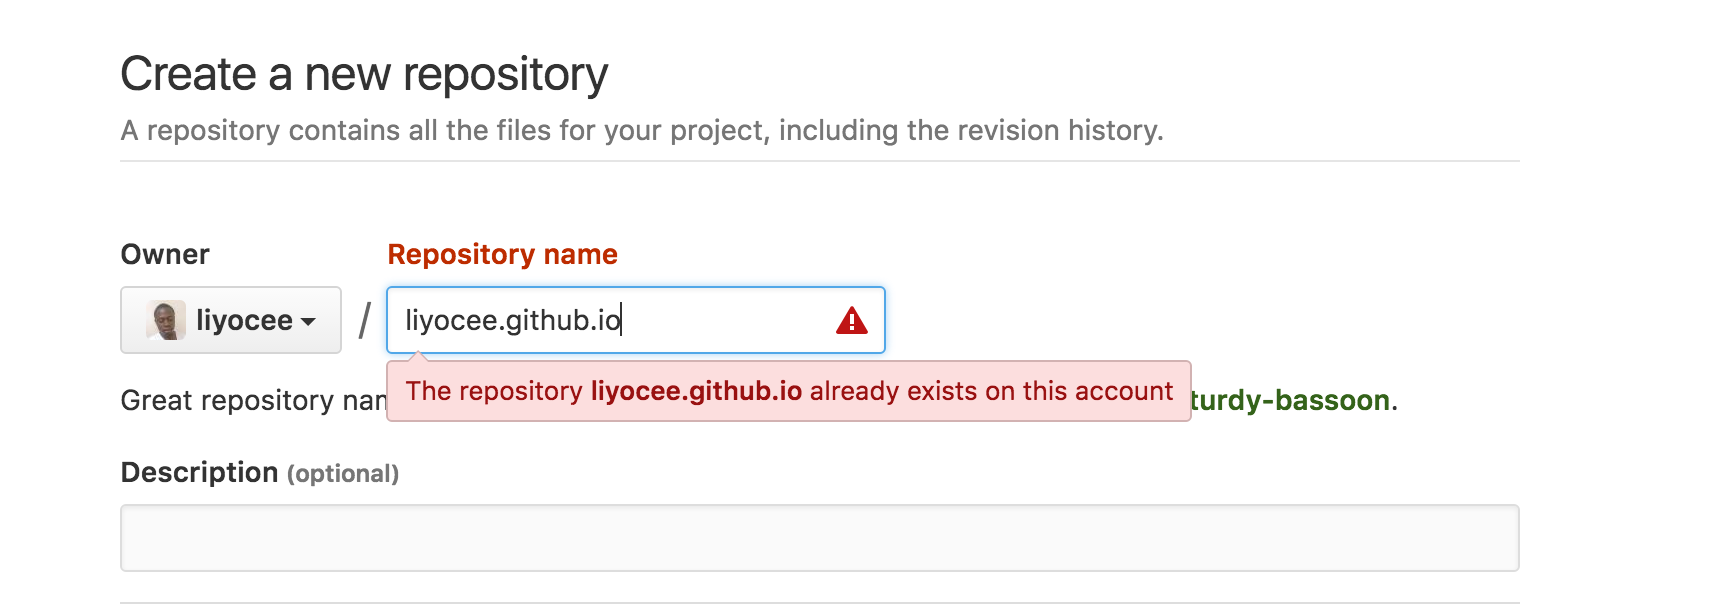 Create a new repository
A repository contains all the files for your project, including the revision history.
Owner
Repository name
liyocee
/
liyocee.github.io
The repository liyocee.github.io already exists on this account
Great repository
turdy-bassoon.
Description (optional)